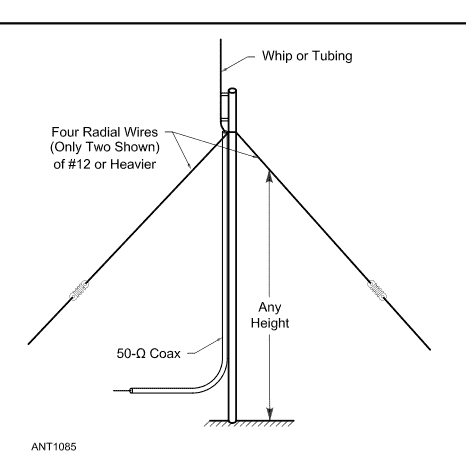 Whip or Tubing
Four Radial Wires
(Only Two Shown)
of #12 or Heavier
Any
Height
50-Ω Coax
ANT1085